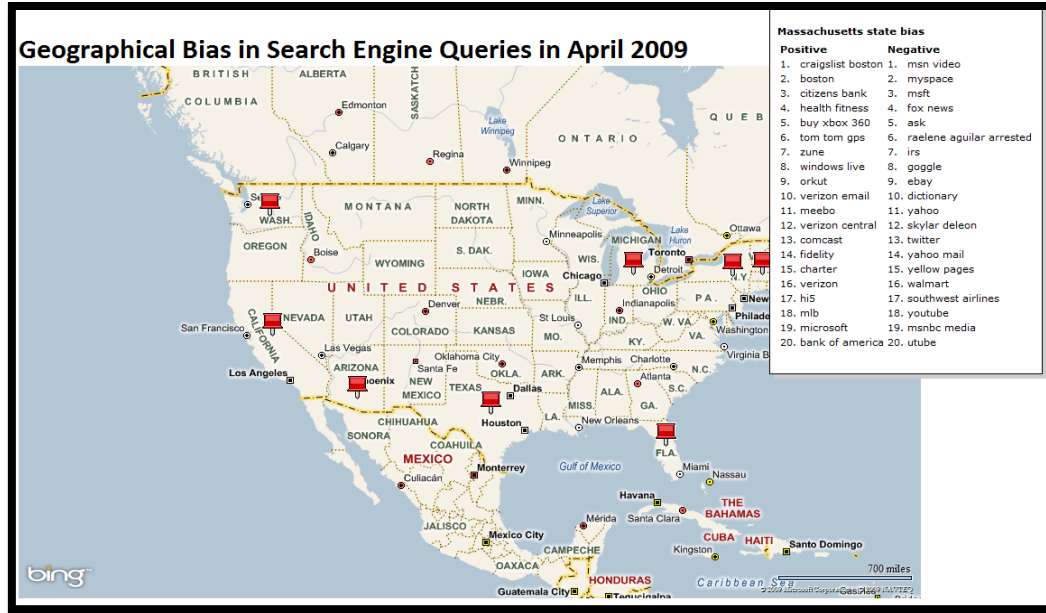 Geographical Bias in Search Engine Queries in April 2009
Massachusetts state bias
Positive Negative
1. craigslist boston 1. msn video
2. boston 2. myspace
3. citizens bank 3. msft
4. health fitness 4. fox news
5. buy xbox 360 5. ask
6. tom tom gps 6. raelene aguilar arrested
7. zune 7. irs
8. windows live 8. goggle
9. orkut 9. ebay
10. verizon email 10. dictionary
11. meebo 11. yahoo
12. verizon central 12. skylar deleon
13. comcast 13. twitter
14. fidelity 14. yahoo mail
15. charter 15. yellow pages
16. verizon 16. walmart
17. hi5 17. southwest airlines
18. mlb 18. youtube
19. microsoft 19. msnbc media
20. bank of america 20. utube
BRITISH
COLUMBIA
ALBERTA
SASKATCH
Edmonton
Calgary
Regina
Lake
Winnipeg
Winnipeg
ONTARIO
QUEB
WASH.
MONTANA
NORTH
DAKOTA
MINN.
Lake
Superior
OREGON
IDAHO
Boise
WYOMING
S. DAK.
Minneapolis
WIS.
MICHIGAN
Lake
Huron
Ottawa
Toronto
Detroit
N.Y.
IOWA
Chicago
UNITED STATES
NEBR.
ILL.
OHIO
Indianapolis
IND.
PA.
New
Philade
NEVADA
UTAH
Denver
COLORADO
KANSAS
St Louis
MO.
W. VA.
VA.
KY.
Washington
Virginia B
San Francisco
CALIFORNIA
Las Vegas
Los Angeles
ARIZONA
oenix
Santa Fe
NEW
MEXICO
Oklahoma City
OKLA.
ARK.
Memphis
Charlotte
N.C.
S.C.
Atlanta
TEXAS
Dallas
MISS.
ALA.
GA.
LA.
Houston
New Orleans
FLA.
Miami
Nassau
CHIHUAHUA
SONORA
COAHUILA
MEXICO
Monterrey
Culiacán
Gulf of Mexico
Havana
Santa Clara
THE
BAHAMAS
CUBA
HAITI
Santo Domingo
Kingston
JALISCO
Mexico City
Mérida
CAMPECHE
OAXACA
HONDURAS
Guatemala City
Tegucigalpa
Caribbean Sea
700 miles
bing™